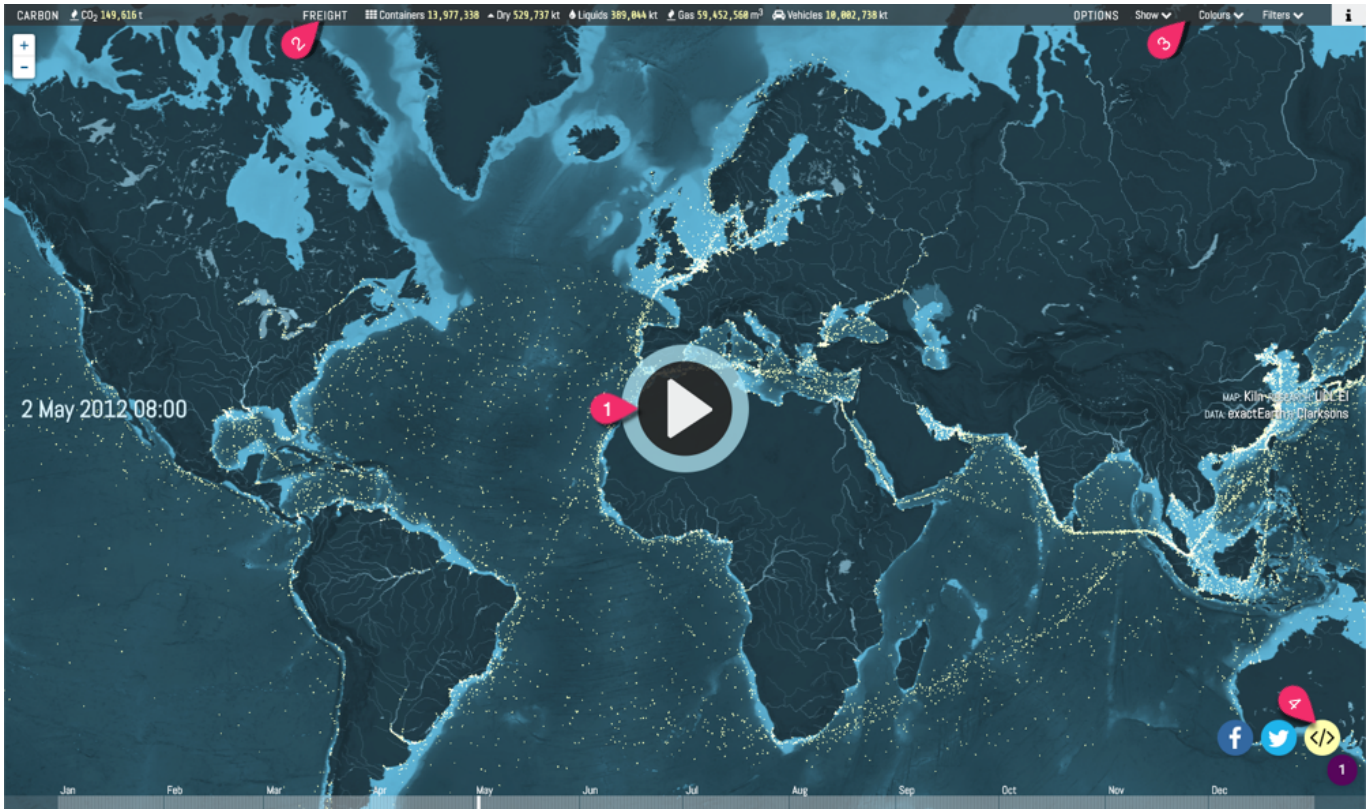 CARBON CO2 149,616 t FREIGHT Containers 13,977,338 Dry 529,737 kt Liquids 389,044 kt Gas 59,452,560 m3 Vehicles 10,002,738 kt OPTIONS Show Colours Filters i
+
2
3
-
1
2 May 2012 08:00
MAP: Kiln RESEARCH: UCL EI
DATA: exactEarth Clarksons
4
f </>
1
Jan Feb Mar Apr May Jun Jul Aug Sep Oct Nov Dec